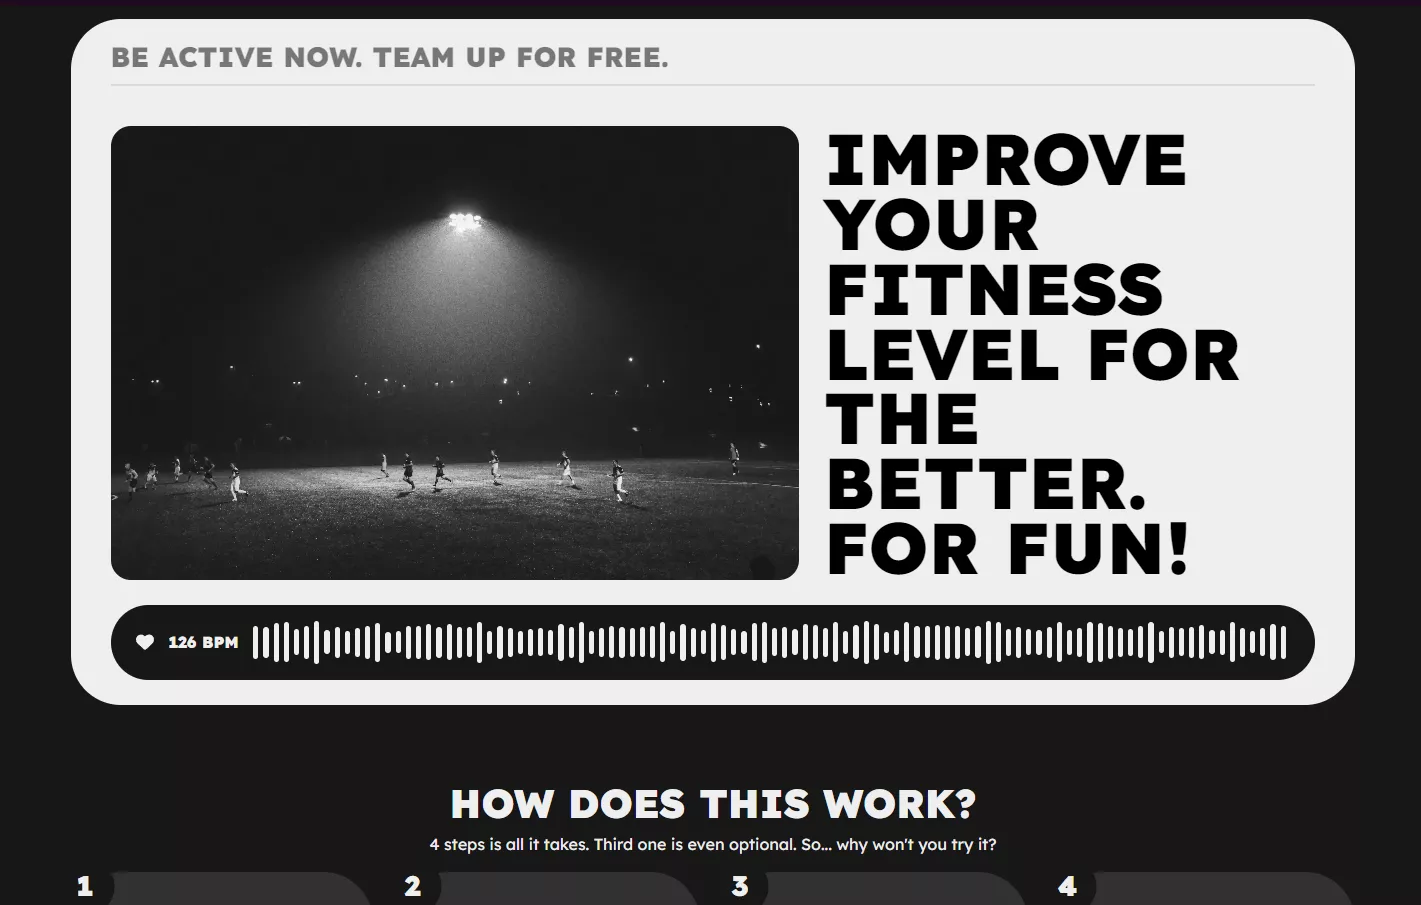 BE ACTIVE NOW. TEAM UP FOR FREE.
IMPROVE
YOUR
FITNESS
LEVEL FOR
THE
BETTER.
FOR FUN!
126 BPM
HOW DOES THIS WORK?
4 steps is all it takes. Third one is even optional. So... why won't you try it?
1
2
3
4